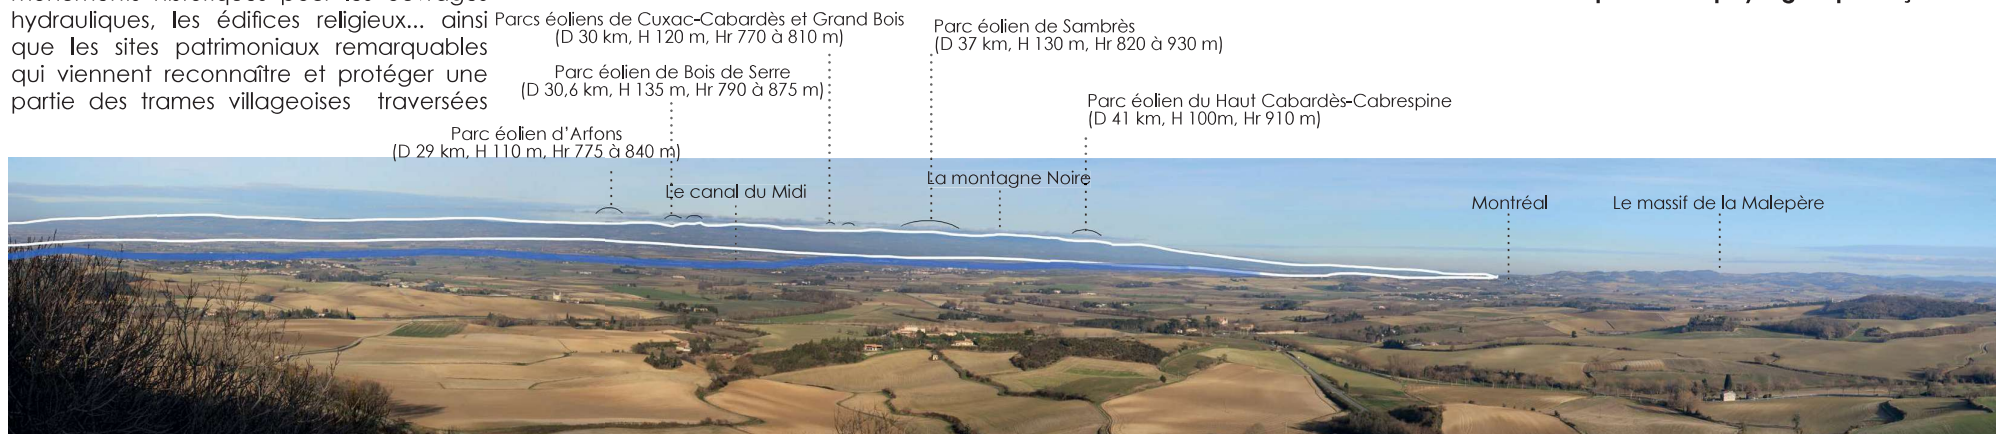 hydrauliques, les édifices religieux... ainsi
que les sites patrimoniaux remarquables
qui viennent reconnaître et protéger une
partie des trames villageoises traversées
Parcs éoliens de Cuxac-Cabardès et Grand Bois
(D 30 km, H 120 m, Hr 770 à 810 m)
Parc éolien de Sambrès
(D 37 km, H 130 m, Hr 820 à 930 m)
Parc éolien de Bois de Serre
(D 30,6 km, H 135 m, Hr 790 à 875 m)
Parc éolien du Haut Cabardès-Cabrespine
(D 41 km, H 100m, Hr 910 m)
Parc éolien d'Arfons
(D 29 km, H 110 m, Hr 775 à 840 m)
Le canal du Midi
La montagne Noire
Montréal
Le massif de la Malepère